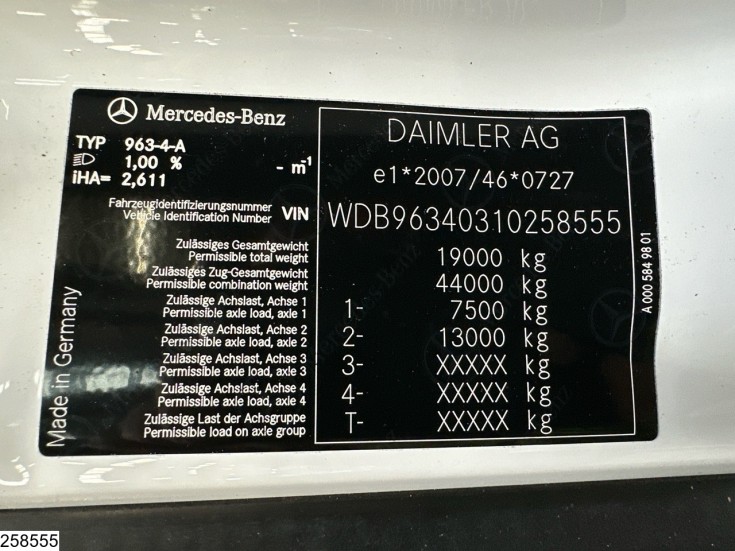 Mercedes-Benz
TYP 963-4-A
1,00 % - m⁻¹
iHA= 2,611
DAIMLER AG
e1*2007/46*0727
Fahrzeugidentifizierungsnummer
Vehicle Identification Number VIN WDB96340310258555
Zulässiges Gesamtgewicht
Permissible total weight 19000 kg
Zulässiges Zug-Gesamtgewicht
Permissible combination weight 44000 kg
Zulässige Achslast, Achse 1
Permissible axle load, axle 1 1- 7500 kg
Zulässige Achslast, Achse 2
Permissible axle load, axle 2 2- 13000 kg
Zulässige Achslast, Achse 3
Permissible axle load, axle 3 3- XXXXX kg
Zulässige Achslast, Achse 4
Permissible axle load, axle 4 4- XXXXX kg
Zulässige Last der Achsgruppe
Permissible load on axle group T- XXXXX kg
Made in Germany
A 000 584 98 01
258555